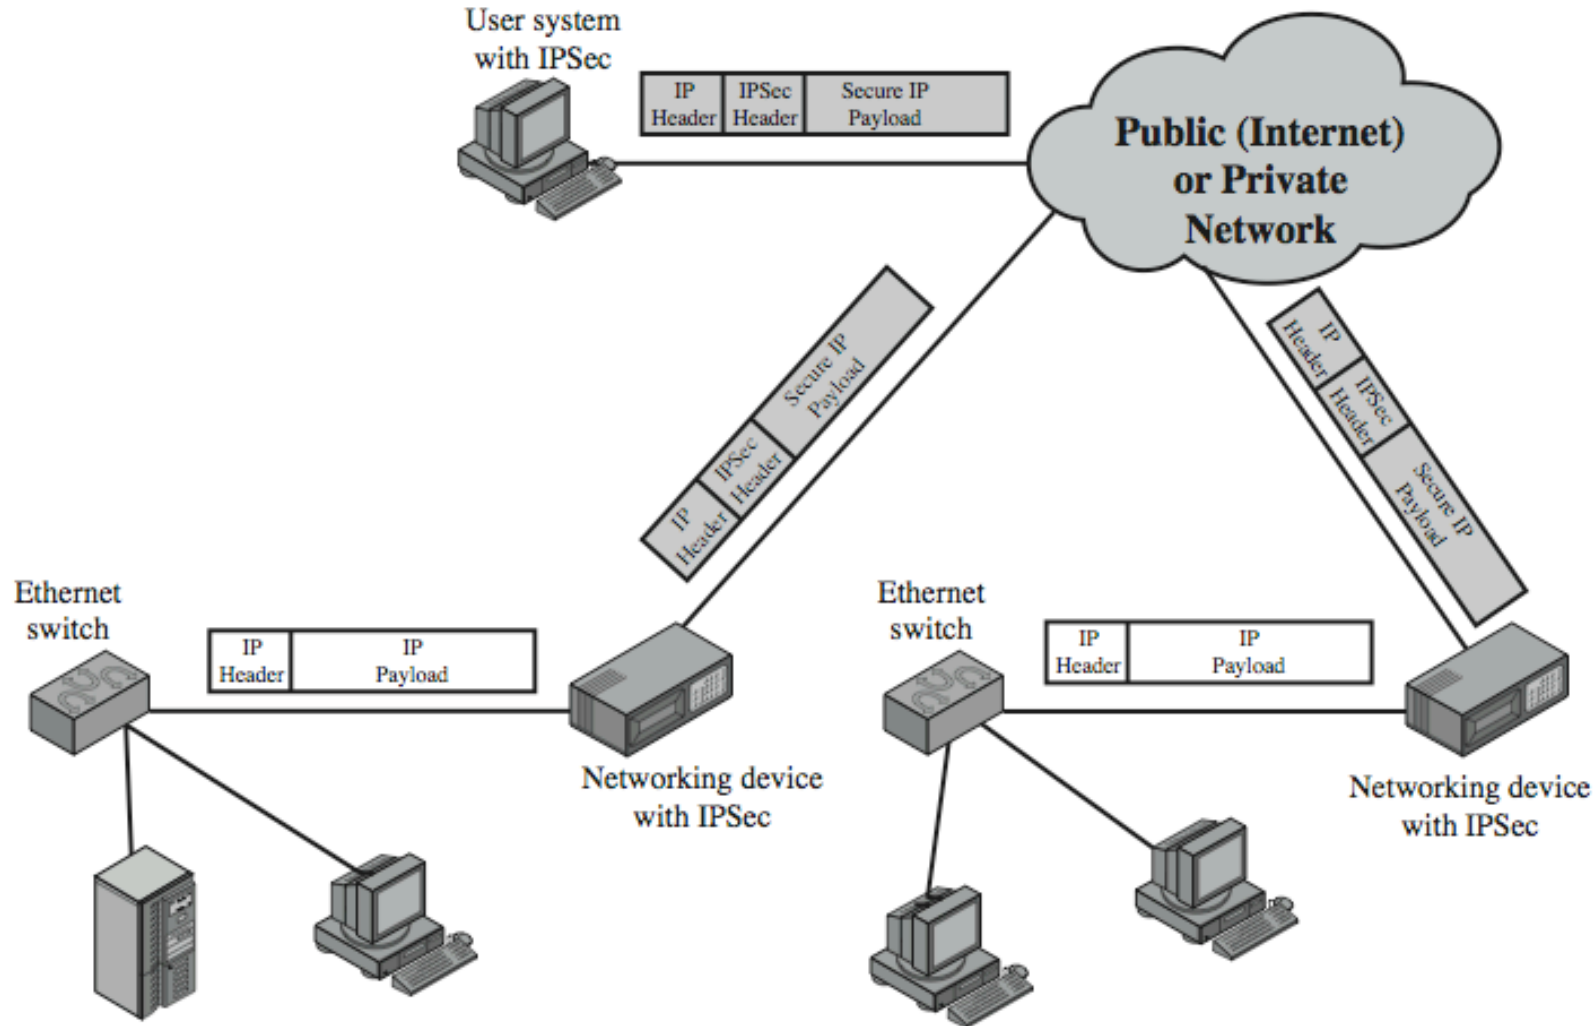 User system
with IPSec
IP
Header
IPSec
Header
Secure IP
Payload
Public (Internet)
or Private
Network
IP
Header
IPSec
Header
Secure IP
Payload
IP
Header
IPSec
Header
Secure IP
Payload
Ethernet
switch
IP
Header
IP
Payload
Networking device
with IPSec
Ethernet
switch
IP
Header
IP
Payload
Networking device
with IPSec